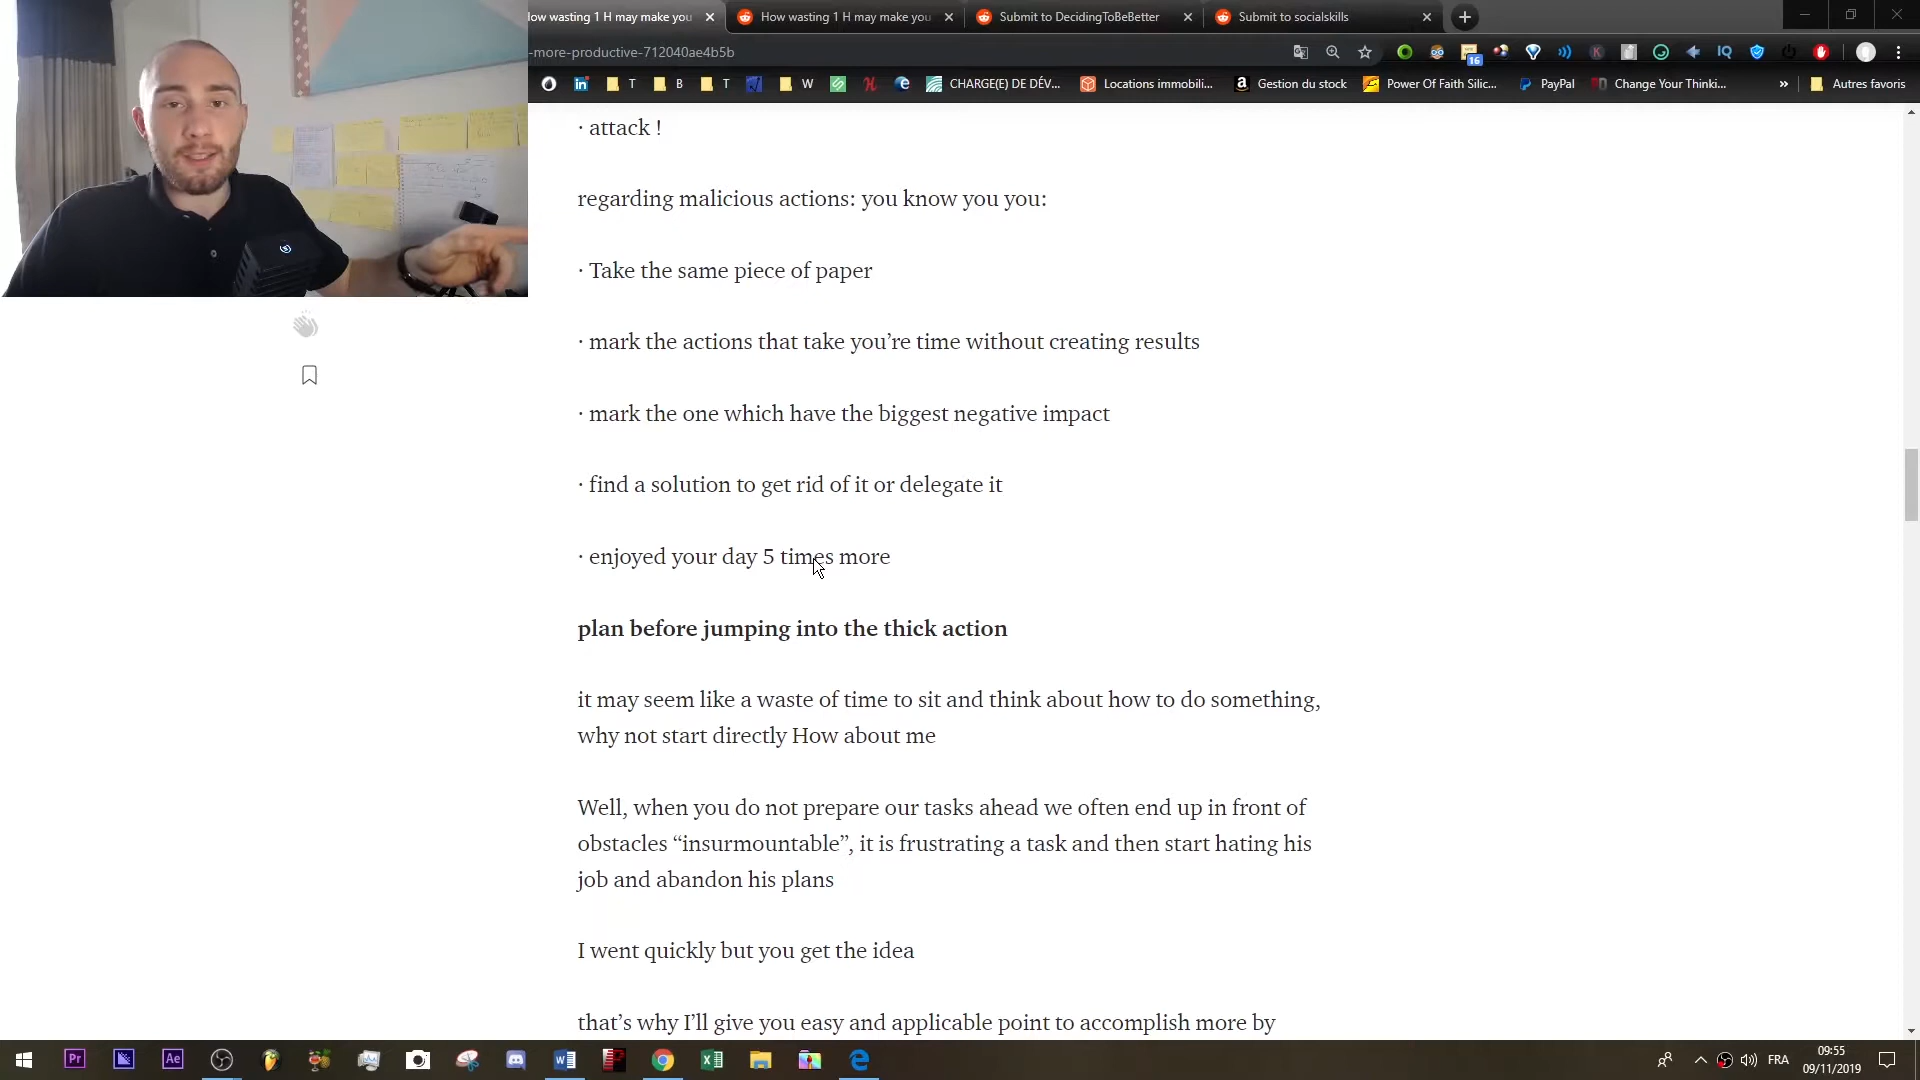 How wasting 1 H may make you
How wasting 1 H may make you
Submit to DecidingToBeBetter
Submit to socialskills
-more-productive-712040ae4b5b
16
T
B
T
W
CHARGE(E) DE DÉV...
Locations immobili...
Gestion du stock
Power Of Faith Silic...
PayPal
Change Your Thinki...
»
Autres favoris
· attack !
regarding malicious actions: you know you you:
· Take the same piece of paper
· mark the actions that take you’re time without creating results
· mark the one which have the biggest negative impact
· find a solution to get rid of it or delegate it
· enjoyed your day 5 times more
plan before jumping into the thick action
it may seem like a waste of time to sit and think about how to do something,
why not start directly How about me
Well, when you do not prepare our tasks ahead we often end up in front of
obstacles “insurmountable”, it is frustrating a task and then start hating his
job and abandon his plans
I went quickly but you get the idea
that’s why I’ll give you easy and applicable point to accomplish more by
Pr
Ae
FRA
09:55
09/11/2019